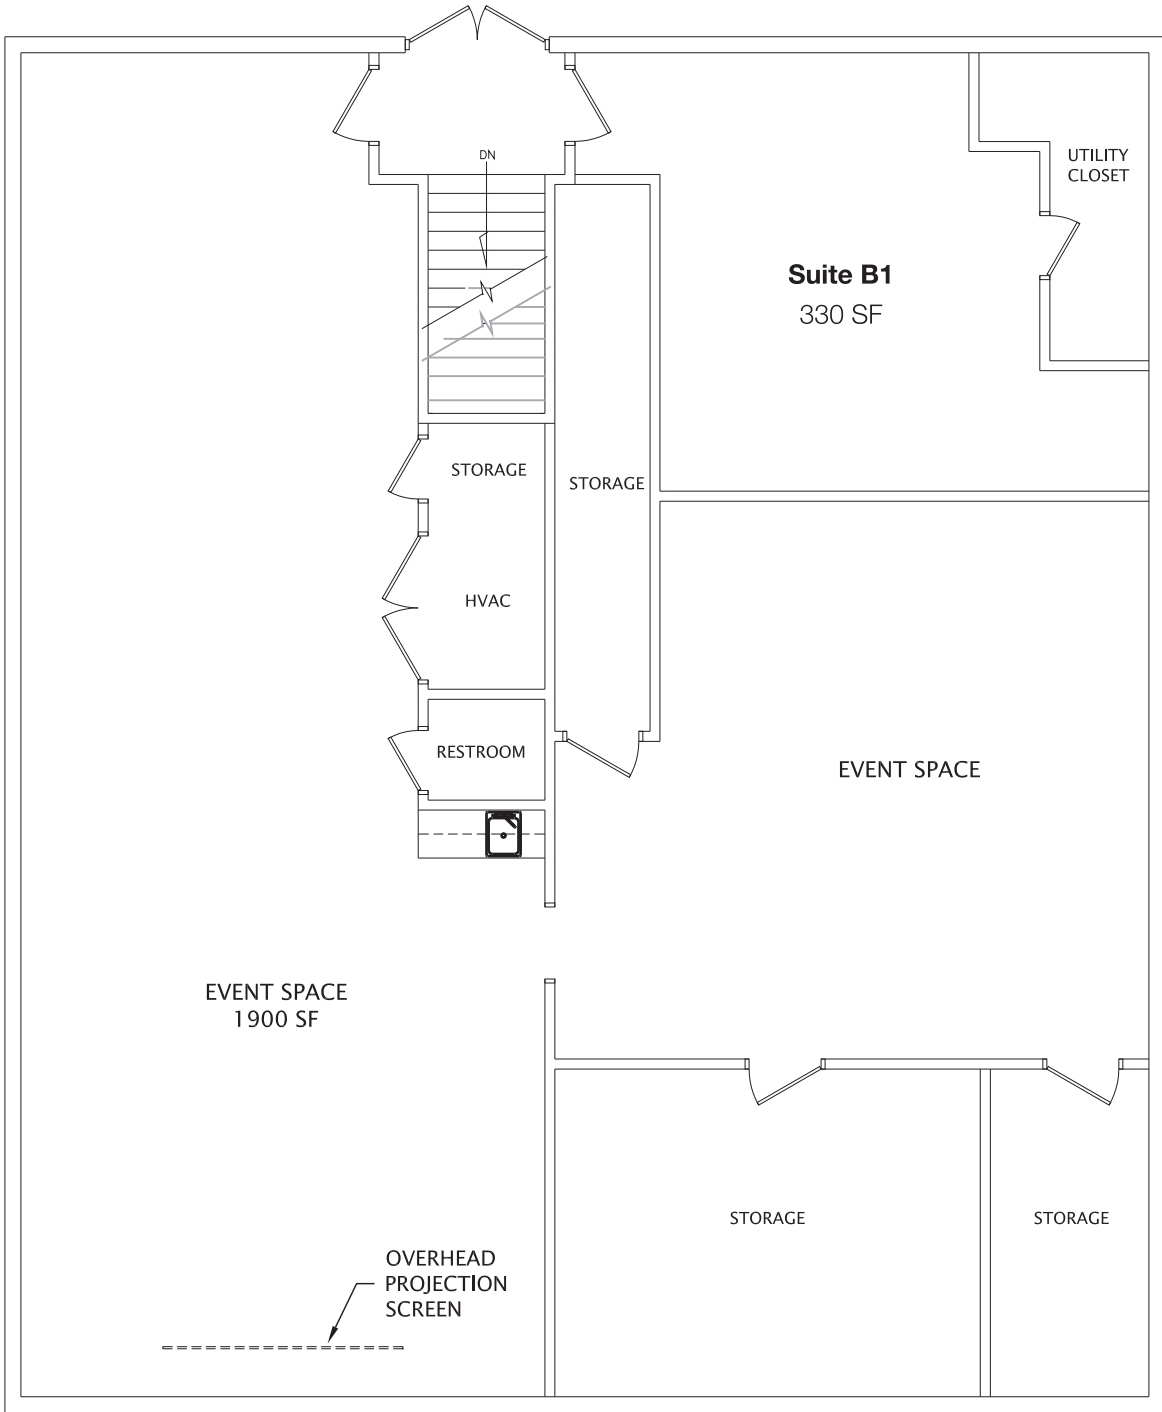 DN
UTILITY
CLOSET
Suite B1
330 SF
STORAGE
STORAGE
HVAC
RESTROOM
EVENT SPACE
EVENT SPACE
1900 SF
STORAGE
STORAGE
OVERHEAD
PROJECTION
SCREEN